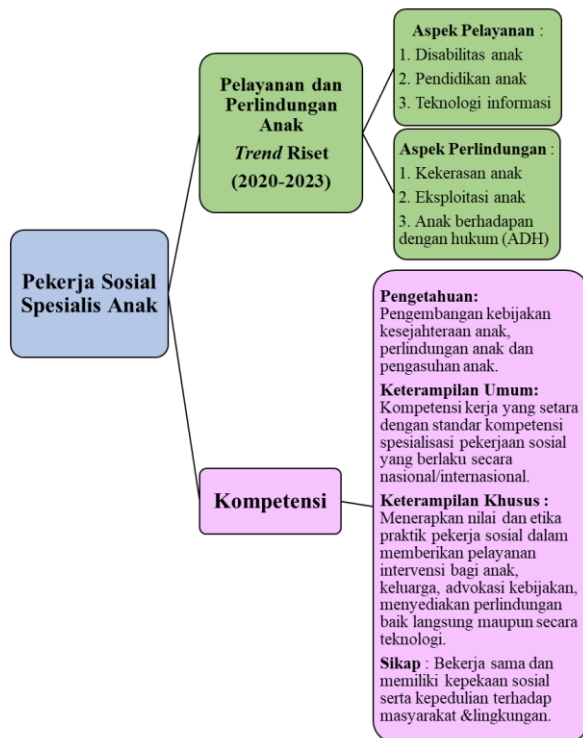 Pekerja Sosial
Spesialis Anak
Pelayanan dan
Perlindungan
Anak
Trend Riset
(2020-2023)
Aspek Pelayanan :
1. Disabilitas anak
2. Pendidikan anak
3. Teknologi informasi
Aspek Perlindungan :
1. Kekerasan anak
2. Eksploitasi anak
3. Anak berhadapan
dengan hukum (ADH)
Kompetensi
Pengetahuan:
Pengembangan kebijakan
kesejahteraan anak,
perlindungan anak dan
pengasuhan anak.
Keterampilan Umum:
Kompetensi kerja yang setara
dengan standar kompetensi
spesialisasi pekerjaan sosial
yang berlaku secara
nasional/internasional.
Keterampilan Khusus :
Menerapkan nilai dan etika
praktik pekerja sosial dalam
memberikan pelayanan
intervensi bagi anak,
keluarga, advokasi kebijakan,
menyediakan perlindungan
baik langsung maupun secara
teknologi.
Sikap : Bekerja sama dan
memiliki kepekaan sosial
serta kepedulian terhadap
masyarakat &lingkungan.